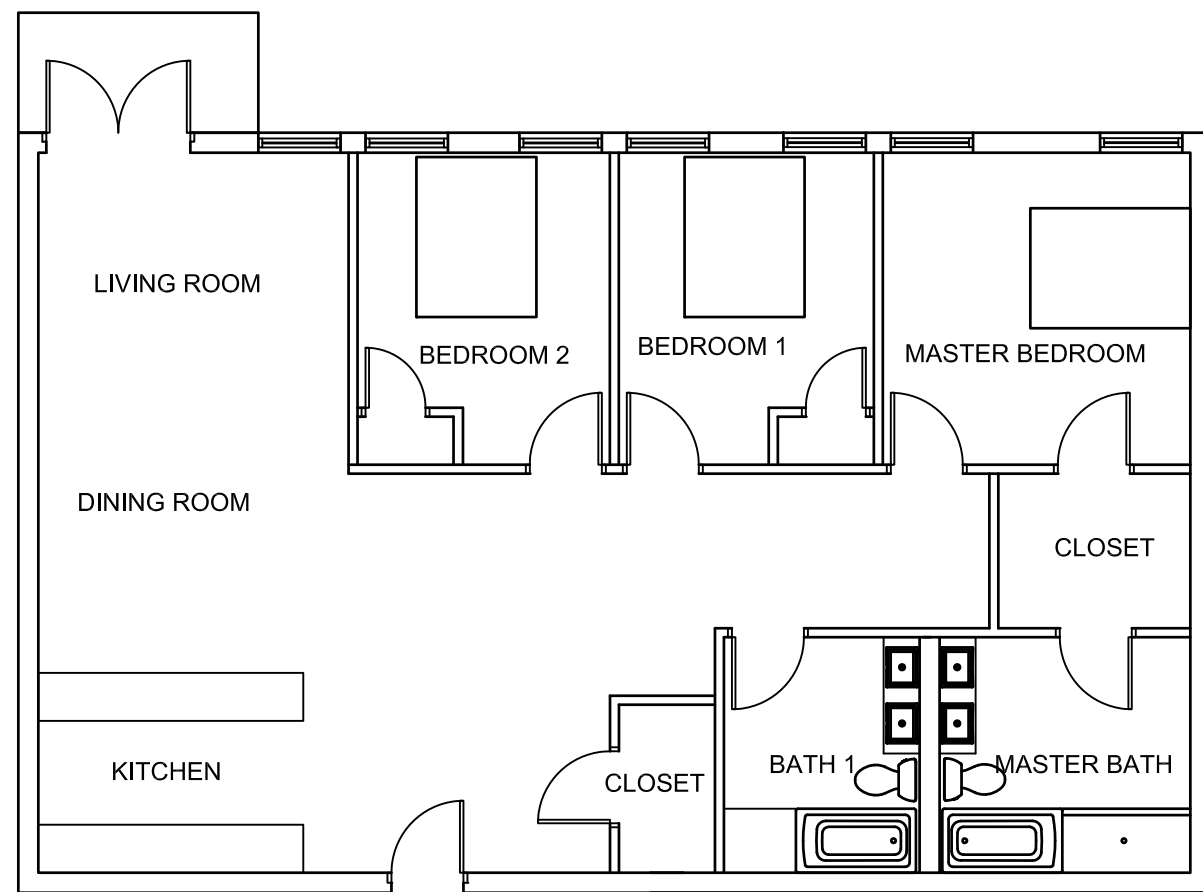 LIVING ROOM
BEDROOM 2
BEDROOM 1
MASTER BEDROOM
DINING ROOM
CLOSET
KITCHEN
CLOSET
BATH 1
MASTER BATH